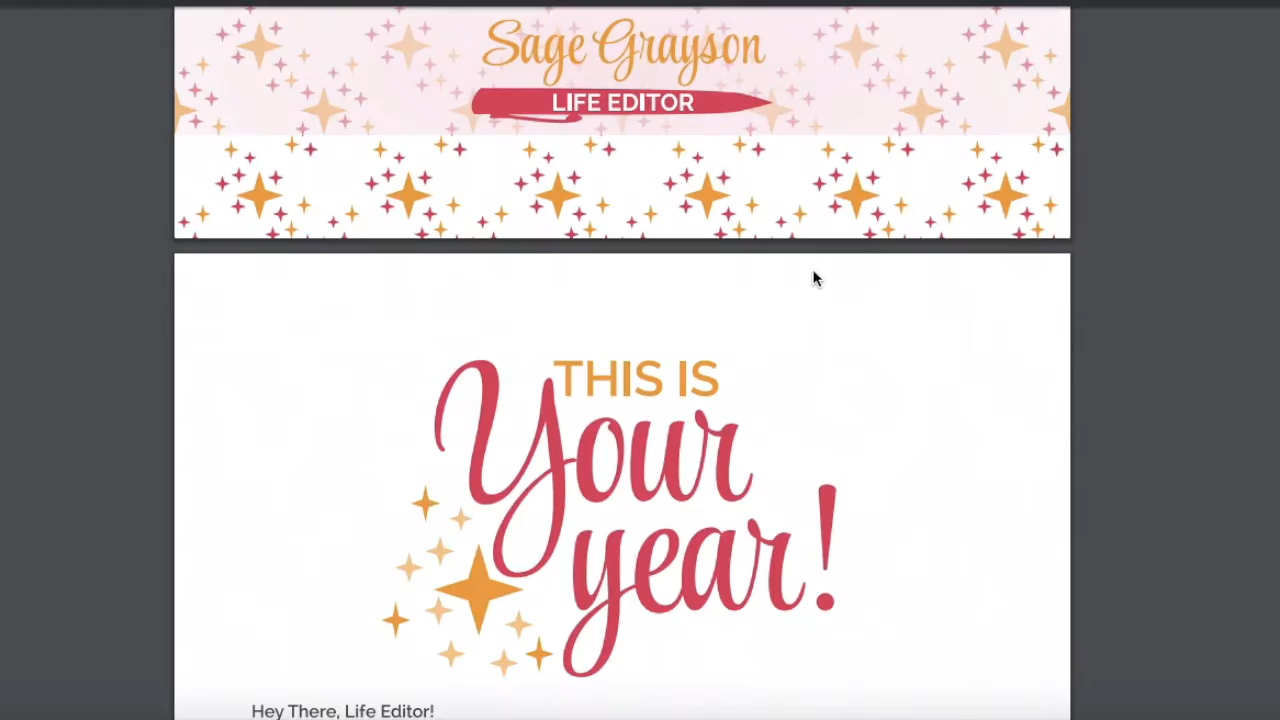 Sage Grayson
LIFE EDITOR
THIS IS
Your
year!
Hey There, Life Editor!